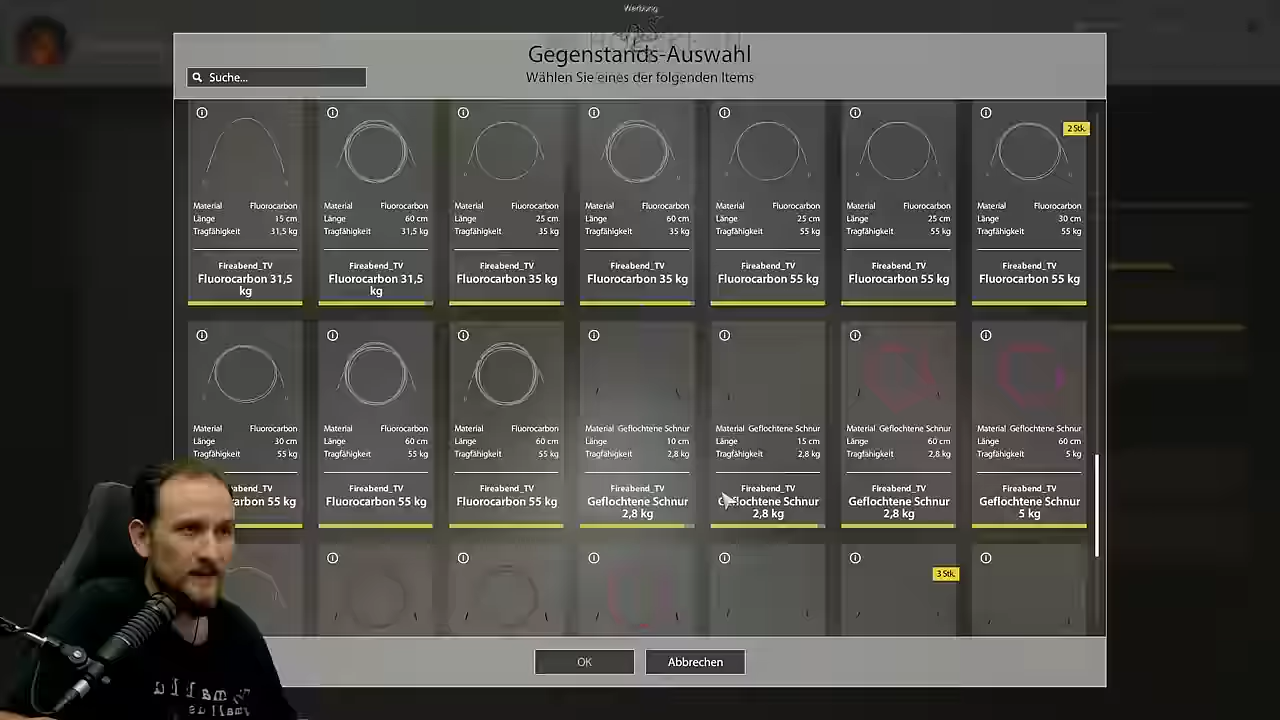 Werbung
Gegenstands-Auswahl
Suche...
Wählen Sie eines der folgenden Items
2 Stk.
Material Fluorocarbon Material Fluorocarbon Material Fluorocarbon Material Fluorocarbon Material Fluorocarbon Material Fluorocarbon Material Fluorocarbon
Länge 15 cm Länge 60 cm Länge 25 cm Länge 60 cm Länge 25 cm Länge 25 cm Länge 30 cm
Tragfähigkeit 31,5 kg Tragfähigkeit 31,5 kg Tragfähigkeit 35 kg Tragfähigkeit 35 kg Tragfähigkeit 55 kg Tragfähigkeit 55 kg Tragfähigkeit 55 kg
Fireabend_TV Fireabend_TV Fireabend_TV Fireabend_TV Fireabend_TV Fireabend_TV Fireabend_TV
Fluorocarbon 31,5 Fluorocarbon 31,5 Fluorocarbon 35 kg Fluorocarbon 35 kg Fluorocarbon 55 kg Fluorocarbon 55 kg Fluorocarbon 55 kg
kg kg
Material Fluorocarbon Material Fluorocarbon Material Fluorocarbon Material Geflochtene Schnur Material Geflochtene Schnur Material Geflochtene Schnur Material Geflochtene Schnur
Länge 30 cm Länge 60 cm Länge 60 cm Länge 10 cm Länge 15 cm Länge 60 cm Länge 60 cm
Tragfähigkeit 55 kg Tragfähigkeit 55 kg Tragfähigkeit 55 kg Tragfähigkeit 2,8 kg Tragfähigkeit 2,8 kg Tragfähigkeit 2,8 kg Tragfähigkeit 5 kg
abend_TV Fireabend_TV Fireabend_TV Fireabend_TV Fireabend_TV Fireabend_TV Fireabend_TV
arbon 55 kg Fluorocarbon 55 kg Fluorocarbon 55 kg Geflochtene Schnur Geflochtene Schnur Geflochtene Schnur Geflochtene Schnur
2,8 kg 2,8 kg 2,8 kg 5 kg
3 Stk.
OK Abbrechen